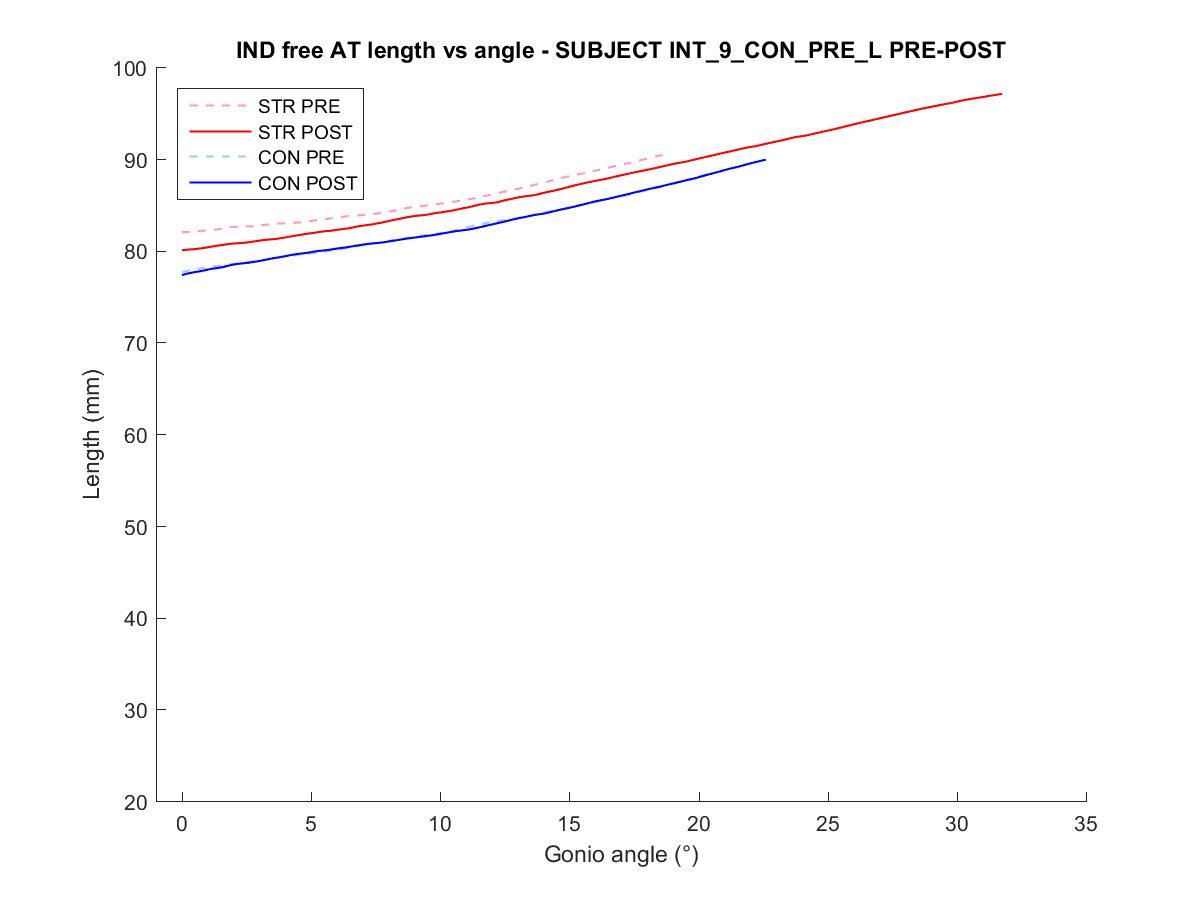 IND free AT length vs angle - SUBJECT INT_9_CON_PRE_L PRE-POST
STR PRE
STR POST
CON PRE
CON POST
100
90
80
70
60
50
40
30
20
Length (mm)
0 5 10 15 20 25 30 35
Gonio angle (°)